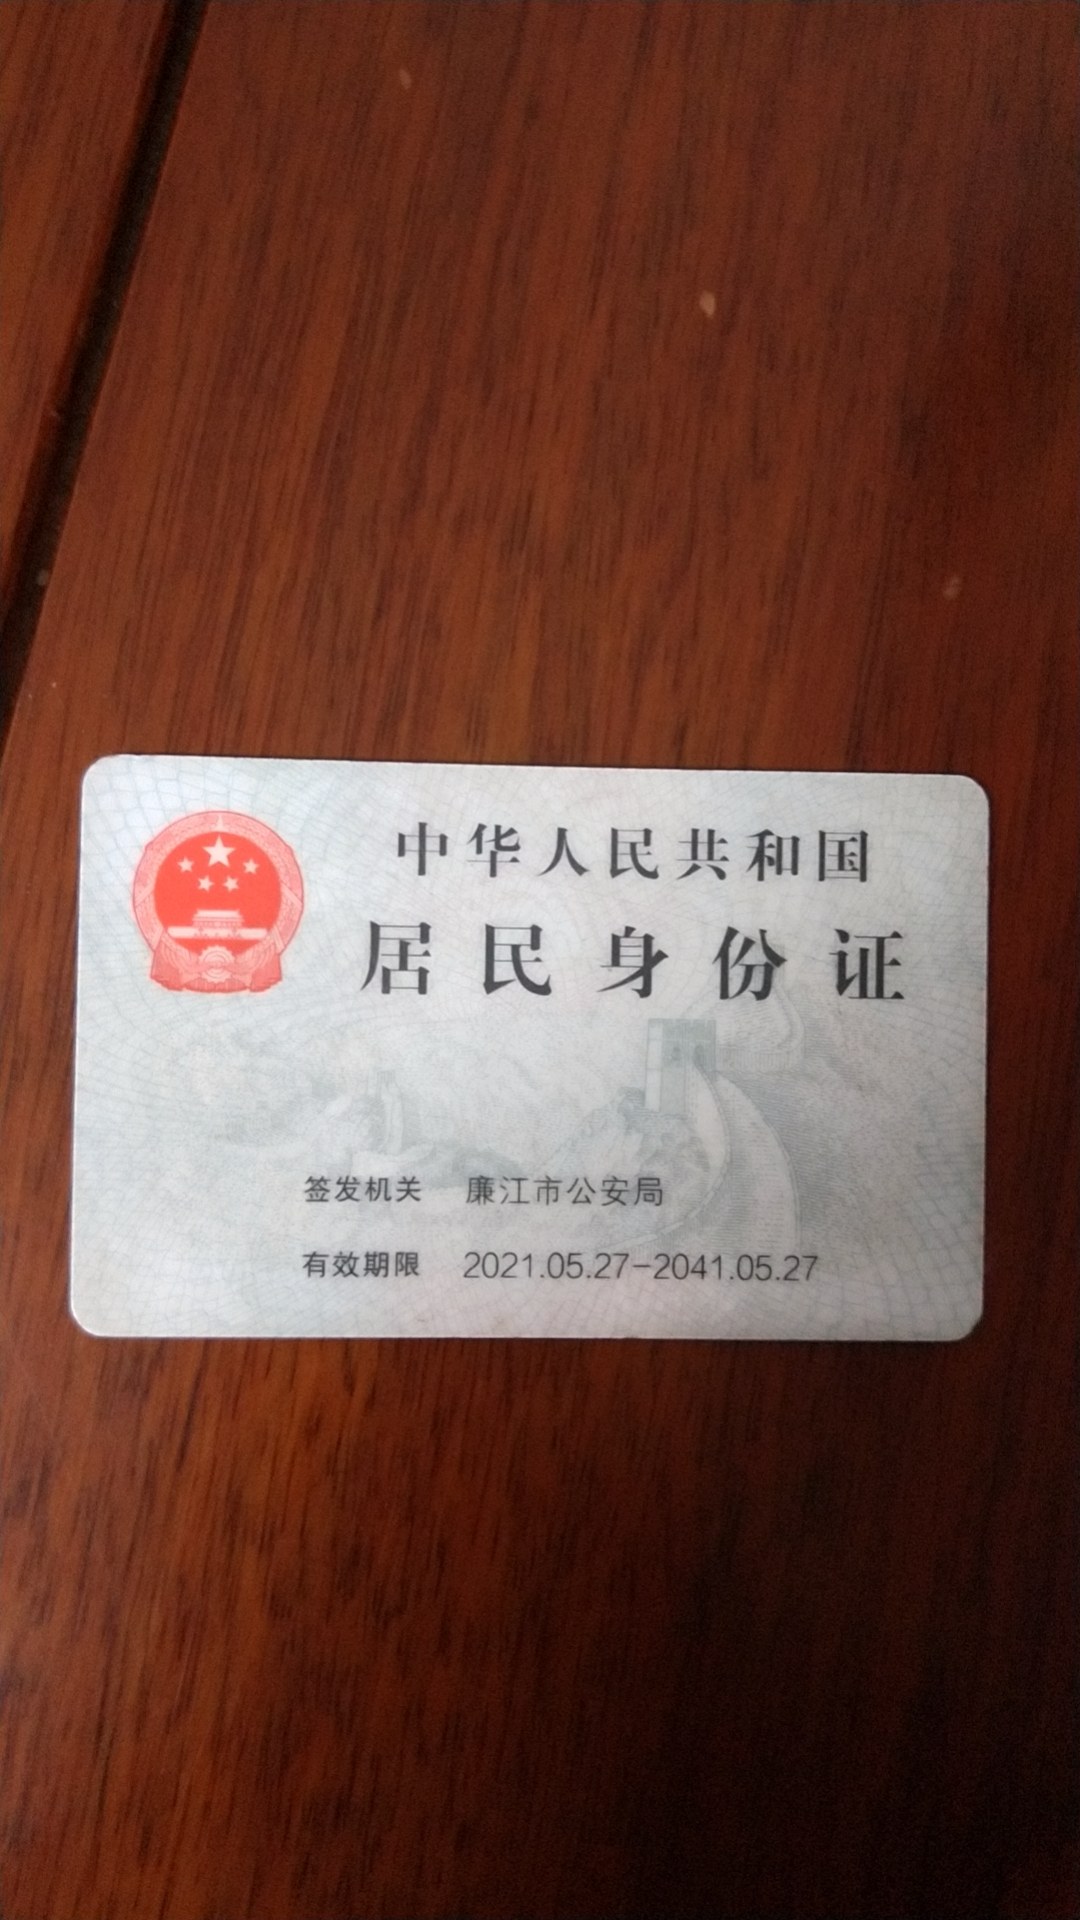 中华人民共和国
居民身份证
签发机关 廉江市公安局
有效期限 2021.05.27-2041.05.27